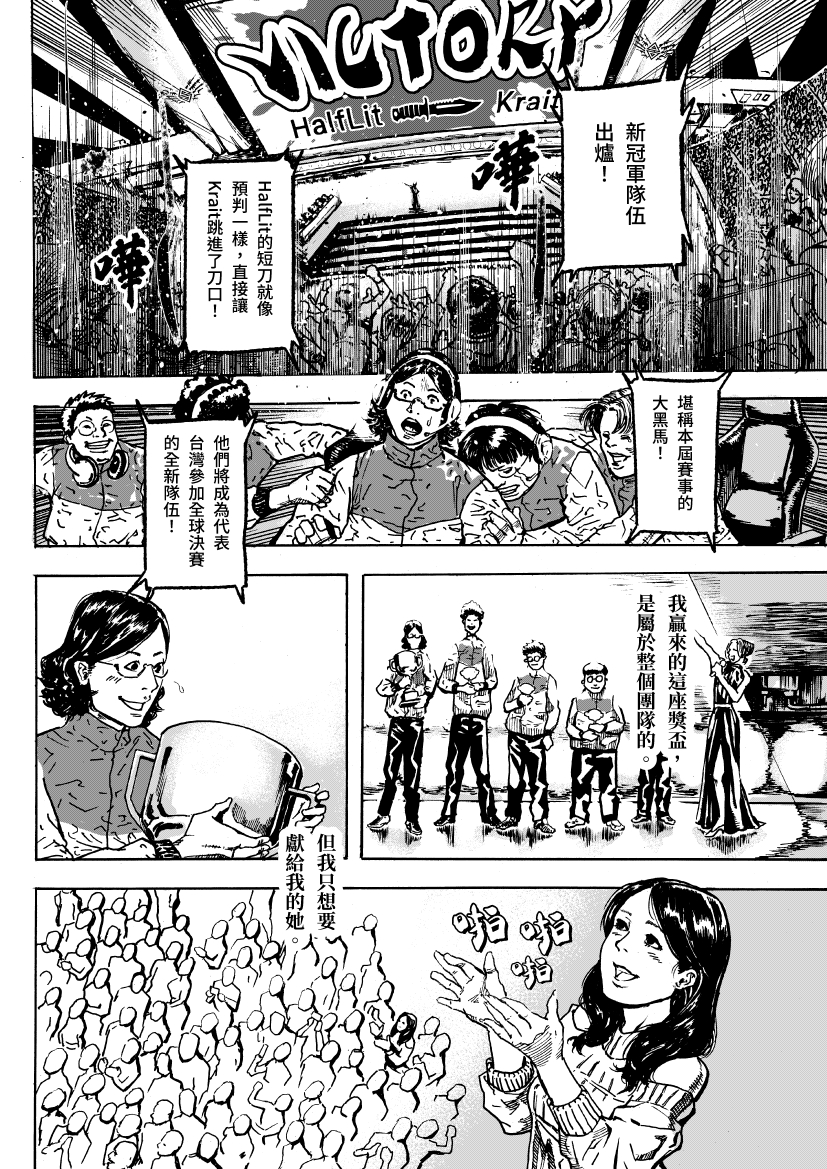 VICTORY
HalfLit
Krait
新冠軍隊伍
出爐！
嘩
HalfLit的短刀就像
預判一樣，直接讓
Krait跳進了刀口！
嘩
堪稱本屆賽事的
大黑馬！
他們將成為代表
台灣參加全球決賽
的全新隊伍！
我贏來的這座獎盃，
是屬於整個團隊的。
但我只想要
獻給我的她。
啪
啪
啪